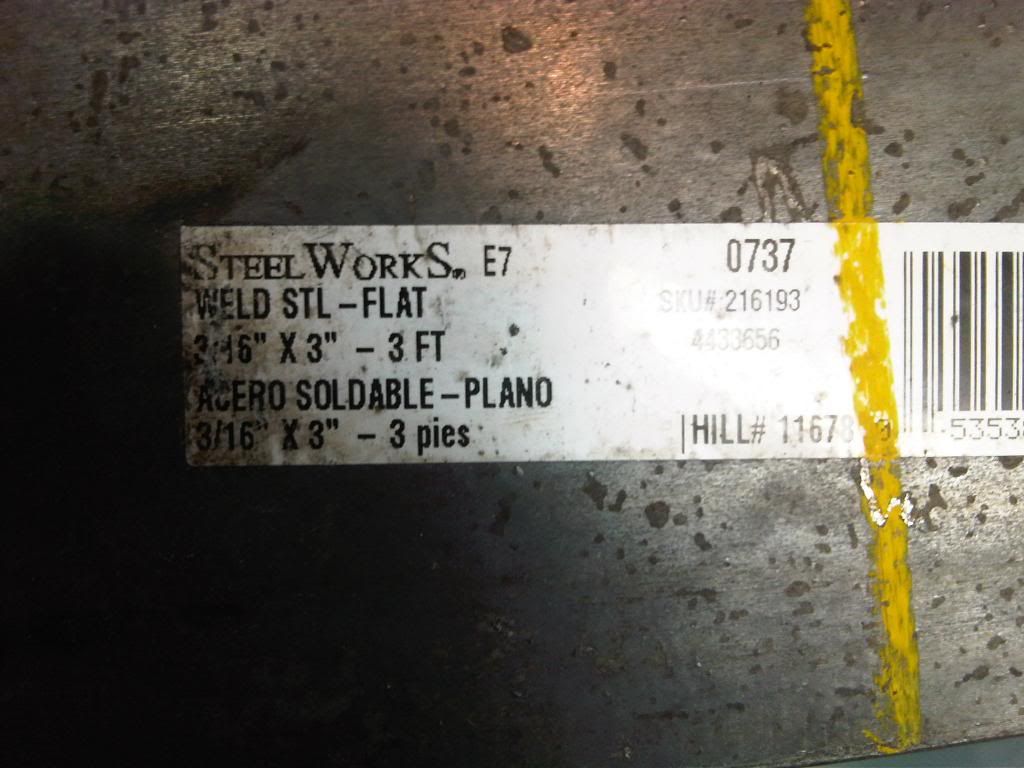 STEELWORKS E7
WELD STL-FLAT
3/16" X 3" - 3 FT
ACERO SOLDABLE-PLANO
3/16" X 3" - 3 pies
0737
SKU# 216193
4433656
HILL# 11678